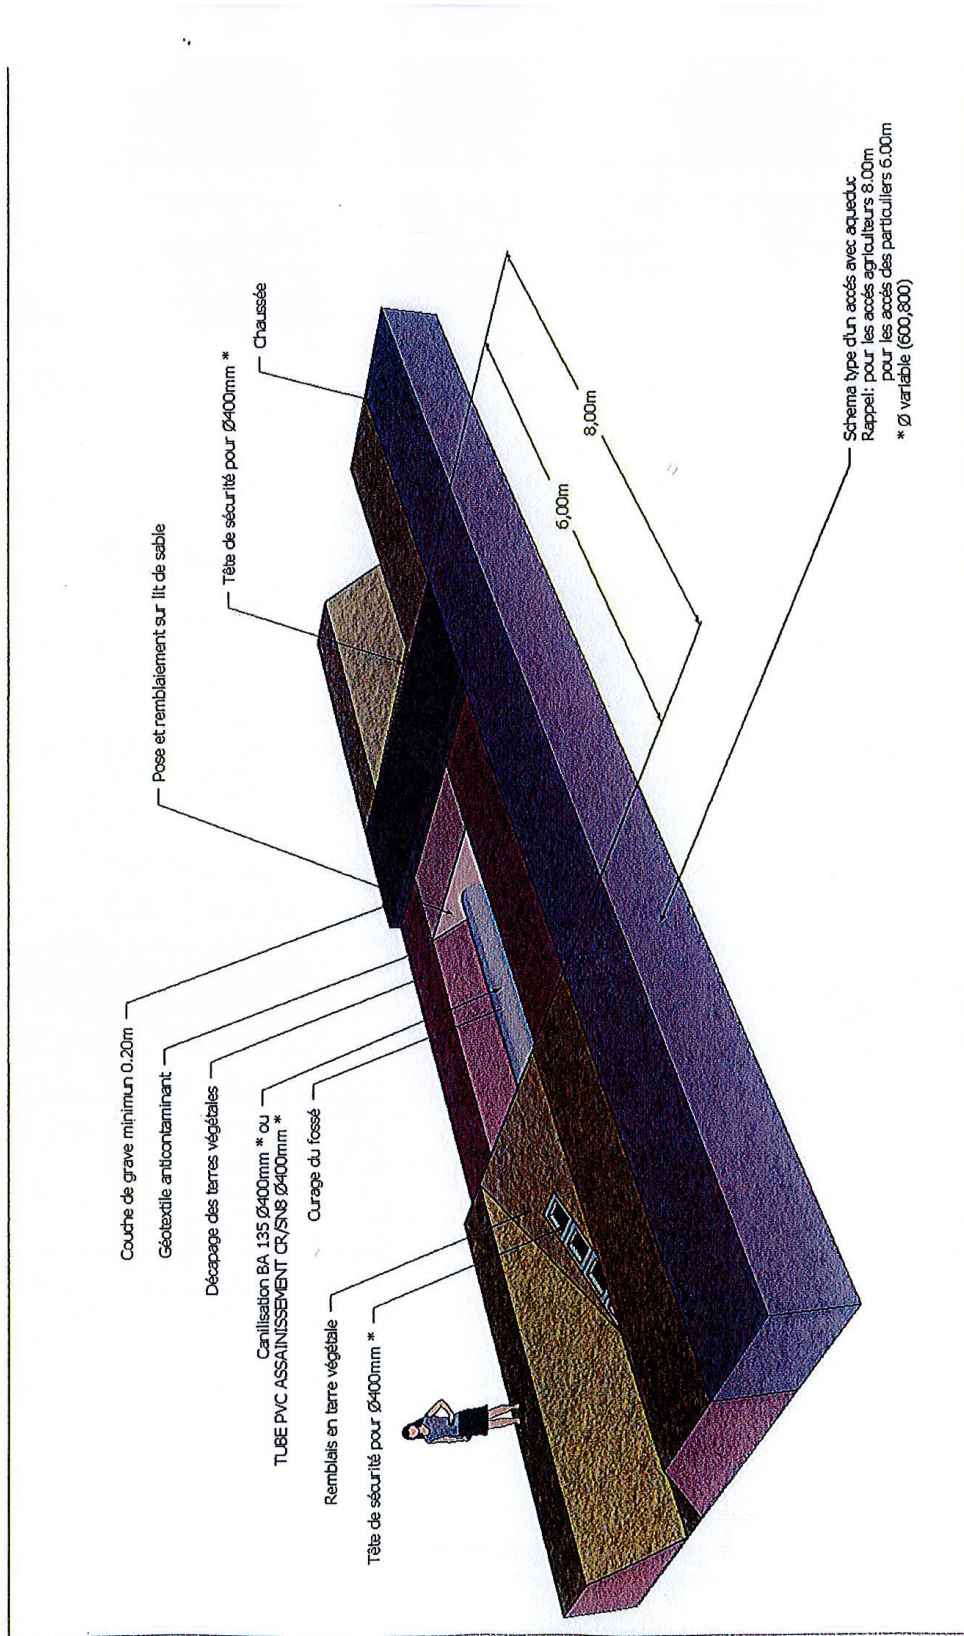 Couche de grave minimun 0.20m
Géotextile anticontaminant
Décapage des terres végétales
Canilisation BA 135 Ø400mm * ou
TUBE PVC ASSAINISSEMENT CR/SN8 Ø400mm *
Curage du fossé
Remblais en terre végétale
Tête de sécurité pour Ø400mm *
Pose et remblaiement sur lit de sable
Tête de sécurité pour Ø400mm *
Chaussée
6,00m
8,00m
Schema type d'un accés avec aqueduc
Rappel: pour les accés agriculteurs 8.00m
pour les accés des particuliers 6.00m
* Ø variable (600,800)